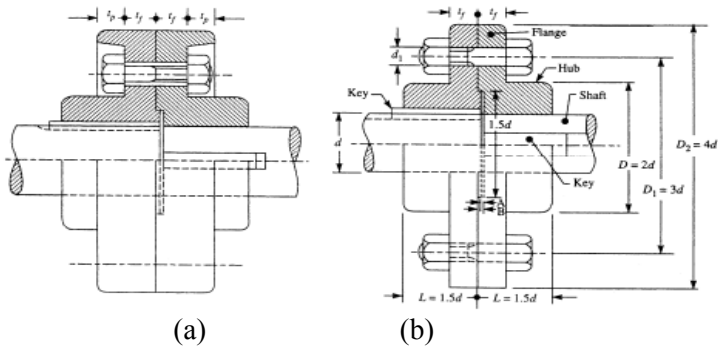 t_p t_f t_f t_p
(a)
t_f t_f
Flange
d_1
Hub
Key
Shaft
1.5d
d
Key
D = 2d
D_1 = 3d
D_2 = 4d
L = 1.5d L = 1.5d
(b)